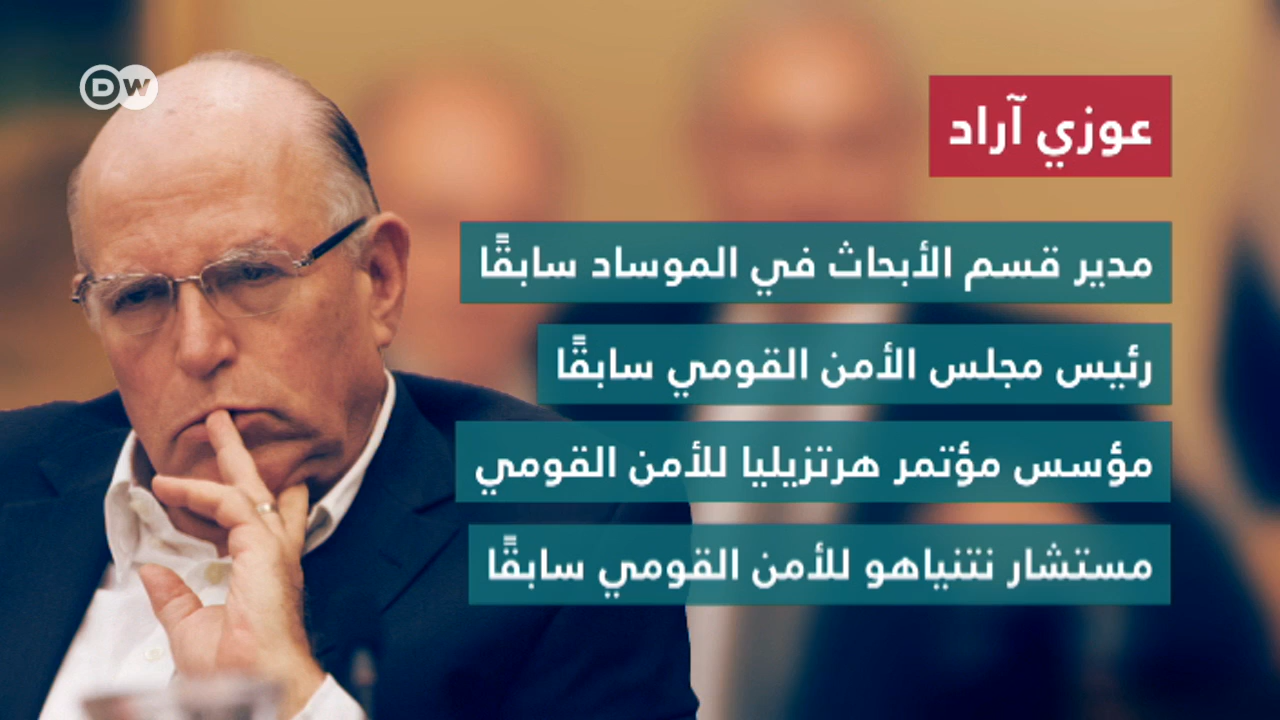 DW
عوزي آراد
مدير قسم الأبحاث في الموساد سابقًا
رئيس مجلس الأمن القومي سابقًا
مؤسس مؤتمر هرتزيليا للأمن القومي
مستشار نتنياهو للأمن القومي سابقًا